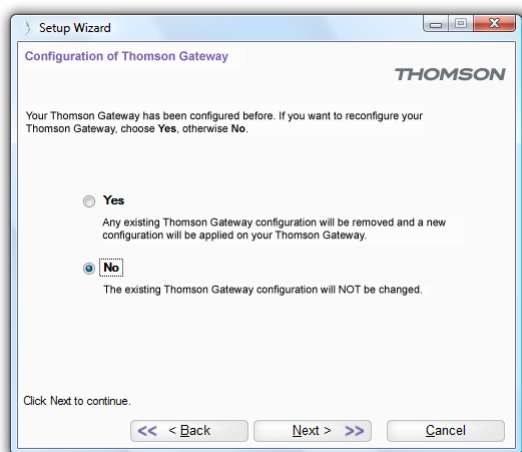 Setup Wizard
Configuration of Thomson Gateway
THOMSON
Your Thomson Gateway has been configured before. If you want to reconfigure your
Thomson Gateway, choose Yes, otherwise No.
Yes
Any existing Thomson Gateway configuration will be removed and a new
configuration will be applied on your Thomson Gateway.
No
The existing Thomson Gateway configuration will NOT be changed.
Click Next to continue.
<< < Back Next > >> Cancel